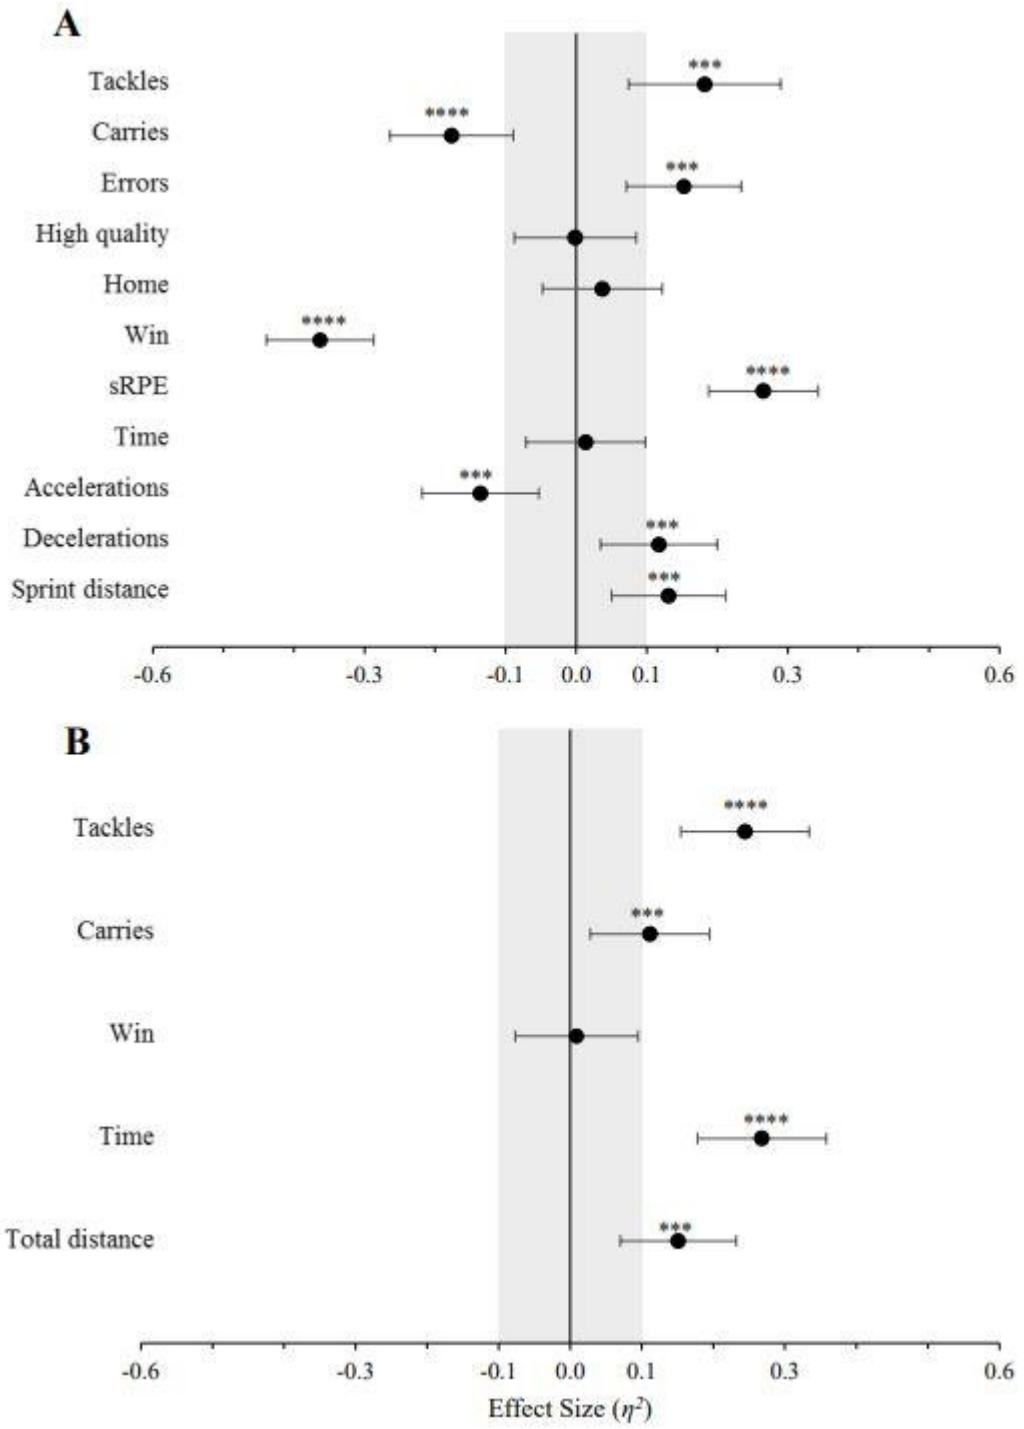 A
Tackles
***
Carries
****
Errors
***
High quality
Home
Win
****
sRPE
****
Time
Accelerations
***
Decelerations
***
Sprint distance
***
-0.6 -0.3 -0.1 0.0 0.1 0.3 0.6
B
Tackles
****
Carries
***
Win
Time
****
Total distance
***
-0.6 -0.3 -0.1 0.0 0.1 0.3 0.6
Effect Size (η²)